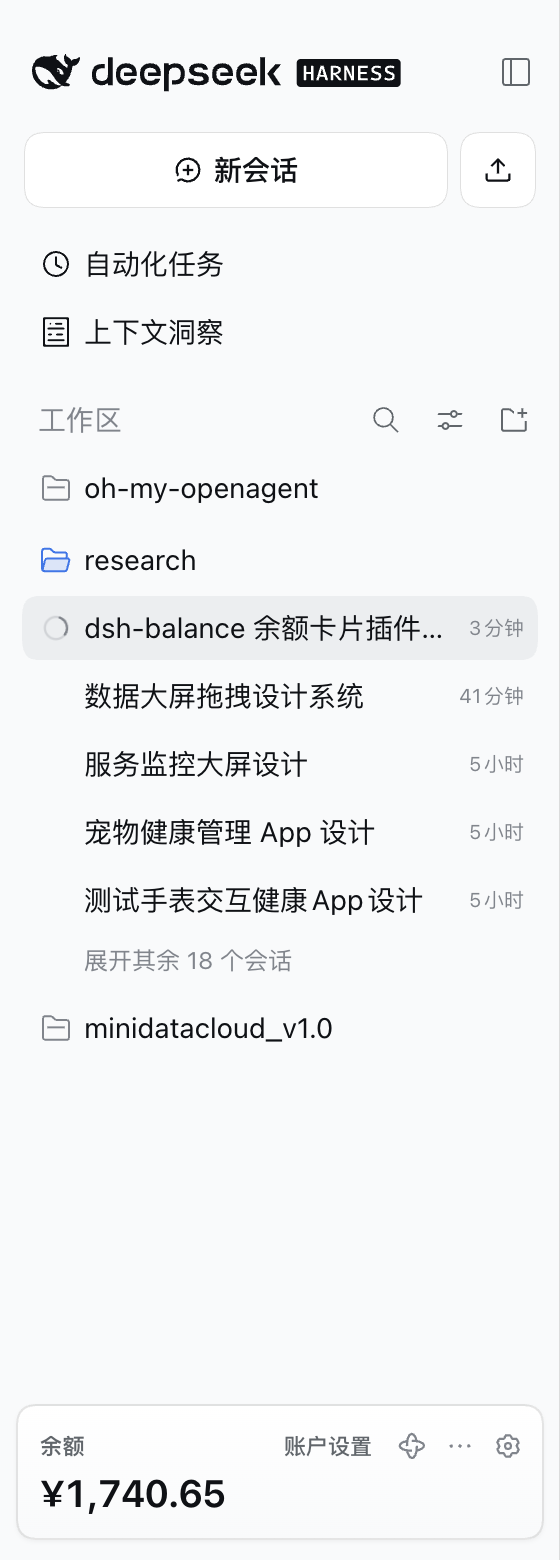 deepseek HARNESS
新会话
自动化任务
上下文洞察
工作区
oh-my-openagent
research
dsh-balance 余额卡片插件... 3分钟
数据大屏拖拽设计系统 41分钟
服务监控大屏设计 5小时
宠物健康管理 App 设计 5小时
测试手表交互健康App设计 5小时
展开其余 18 个会话
minidatacloud_v1.0
余额 账户设置
¥1,740.65